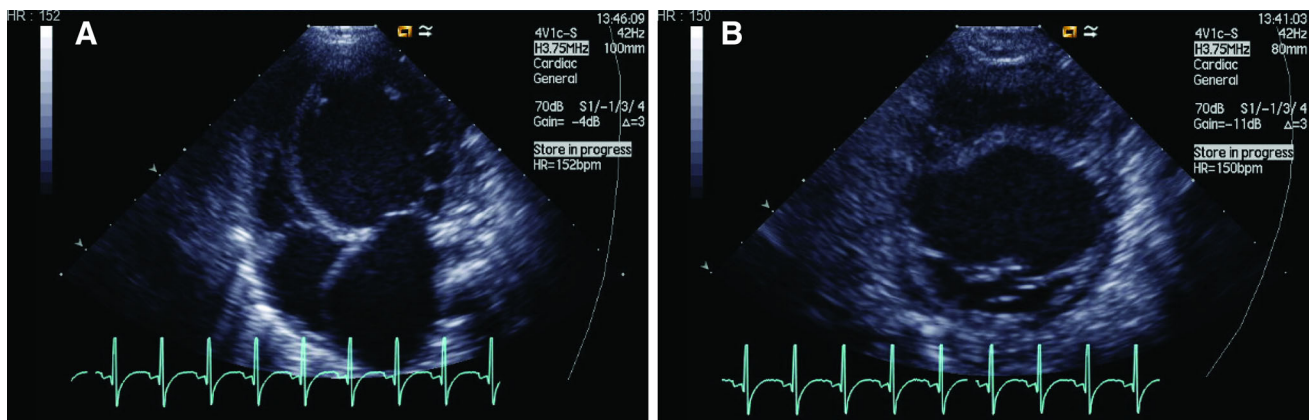 HR : 152
A
13:46:09
4V1c-S 42Hz
H3.75MHz 100mm
Cardiac
General
70dB S1/-1/3/4
Gain= -4dB Δ=3
Store in progress
HR=152bpm
HR : 150
B
13:41:03
4V1c-S 42Hz
H3.75MHz 80mm
Cardiac
General
70dB S1/-1/3/4
Gain=-11dB Δ=3
Store in progress
HR=150bpm